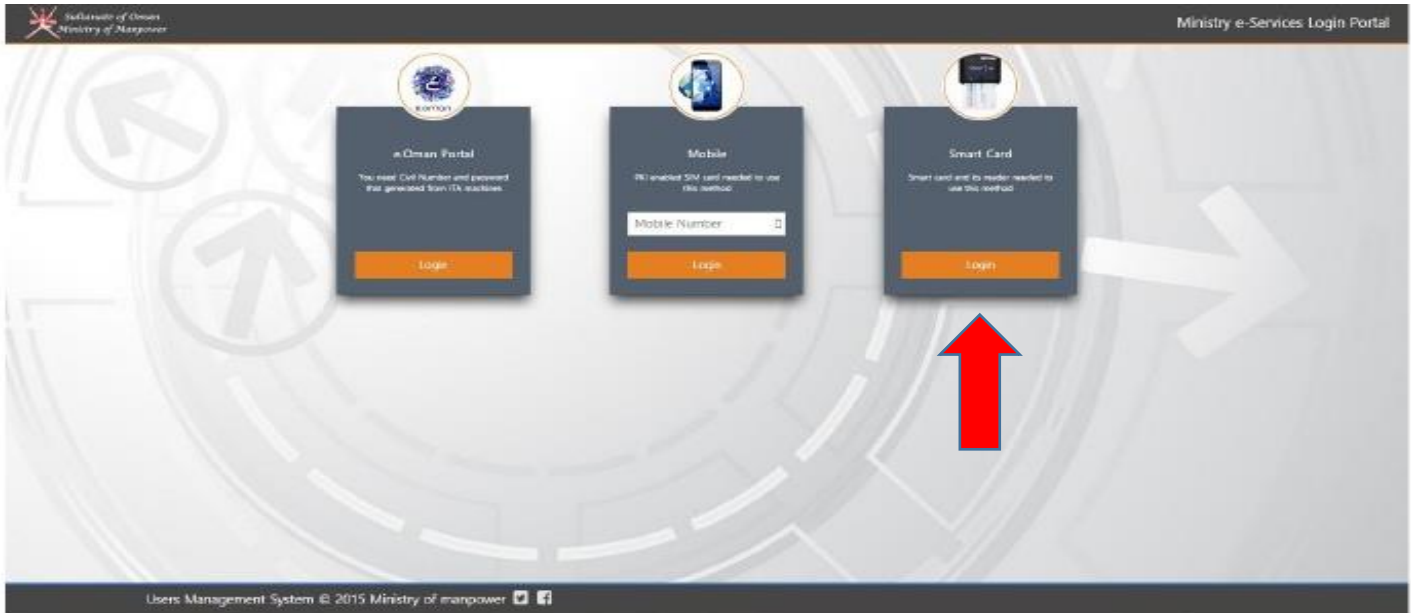 Sultanate of Oman
Ministry of Manpower
Ministry e-Services Login Portal
e.oman
e.Oman Portal
You need Civil Number and password
that generated from ITA machines
Login
Mobile
PKI enabled SIM card needed to use
this method
Mobile Number
Login
Smart Card
Smart card and its reader needed to
use this method
Login
Users Management System © 2015 Ministry of manpower